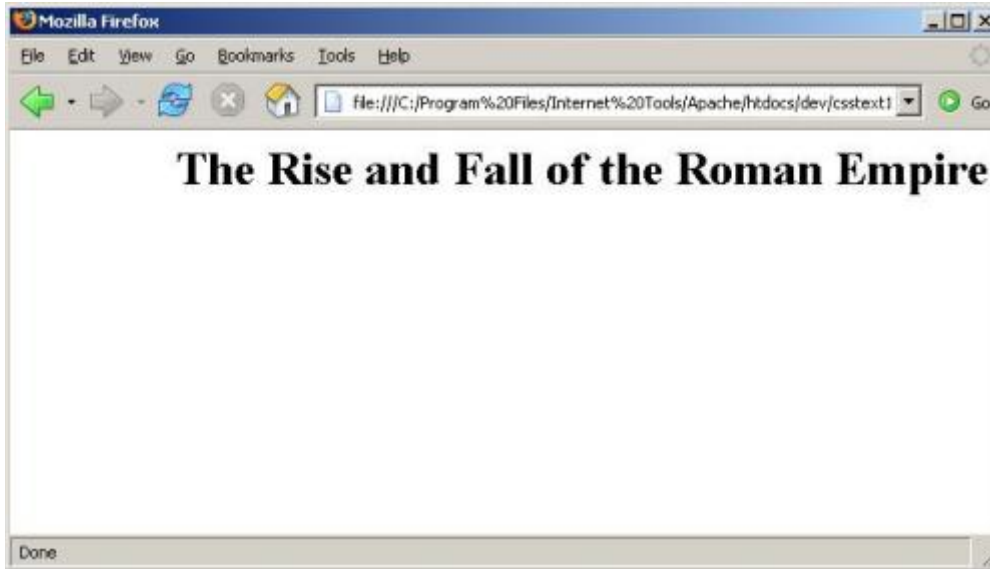 Mozilla Firefox
File Edit View Go Bookmarks Tools Help
file:///C:/Program%20Files/Internet%20Tools/Apache/htdocs/dev/csstext1 Go
The Rise and Fall of the Roman Empire
Done